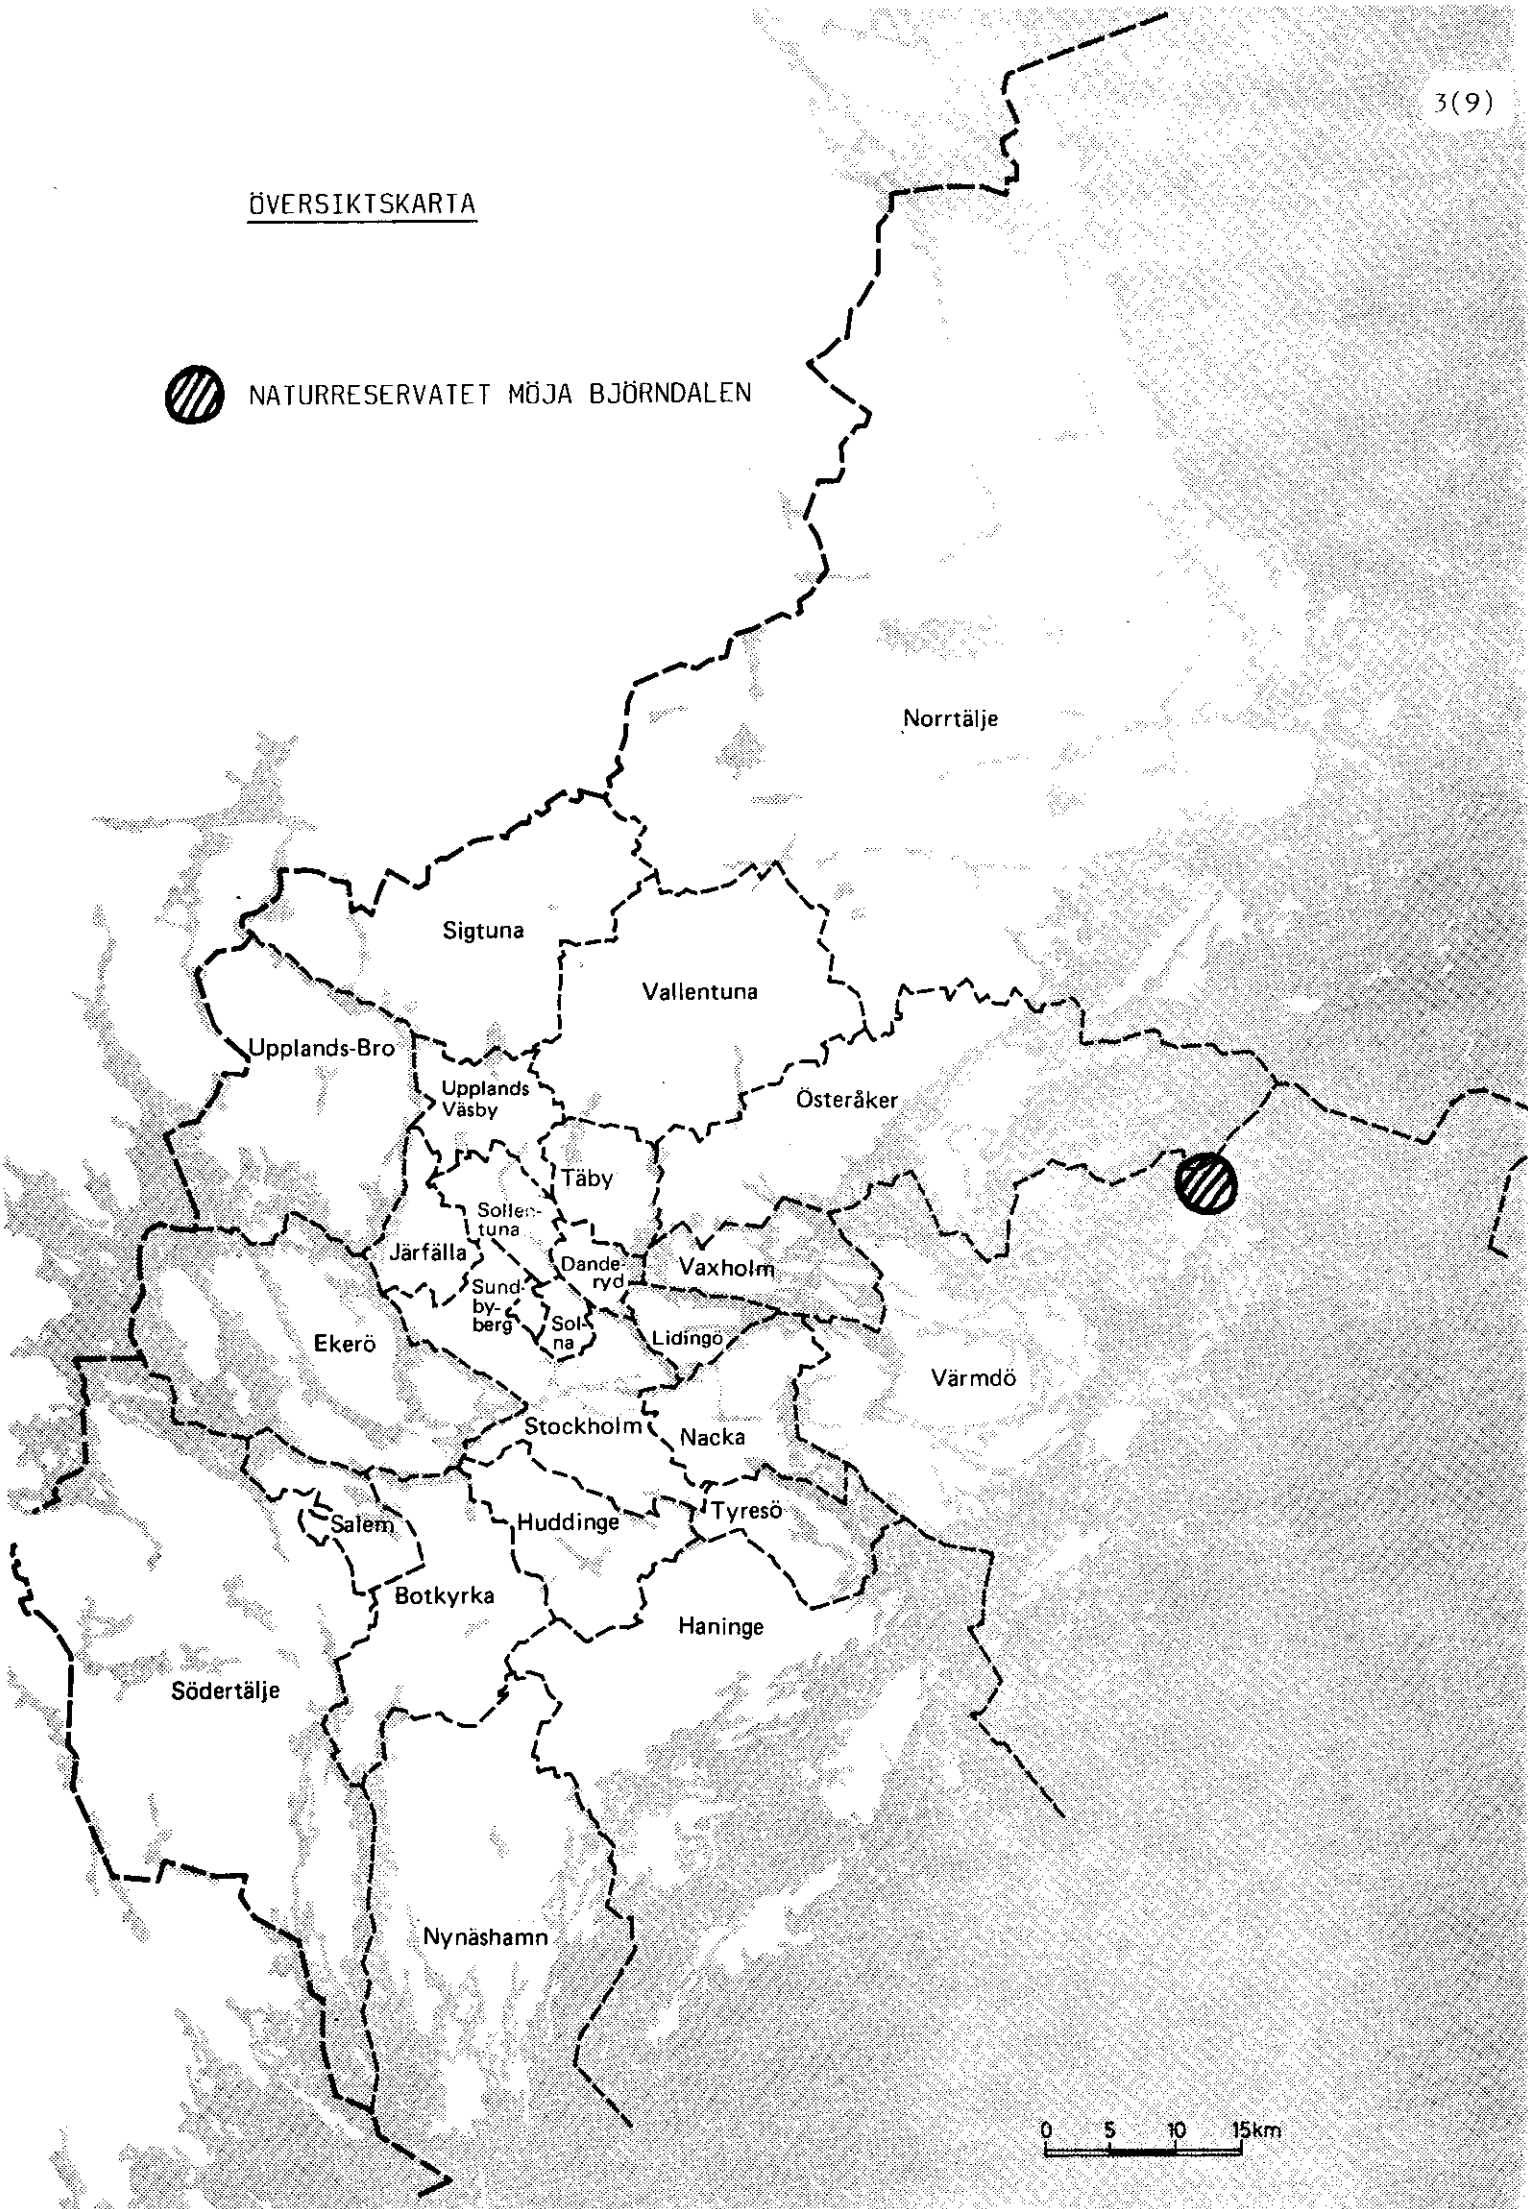 3(9)
ÖVERSIKTSKARTA
NATURRESERVATET MÖJA BJÖRNDALEN
Norrtälje
Sigtuna
Vallentuna
Upplands-Bro
Upplands
Väsby
Österåker
Täby
Sollen-
tuna
Järfälla
Dande-
ryd
Vaxholm
Sund-
by-
berg
Sol-
na
Lidingö
Ekerö
Värmdö
Stockholm
Nacka
Salem
Huddinge
Tyresö
Botkyrka
Haninge
Södertälje
Nynäshamn
0 5 10 15km